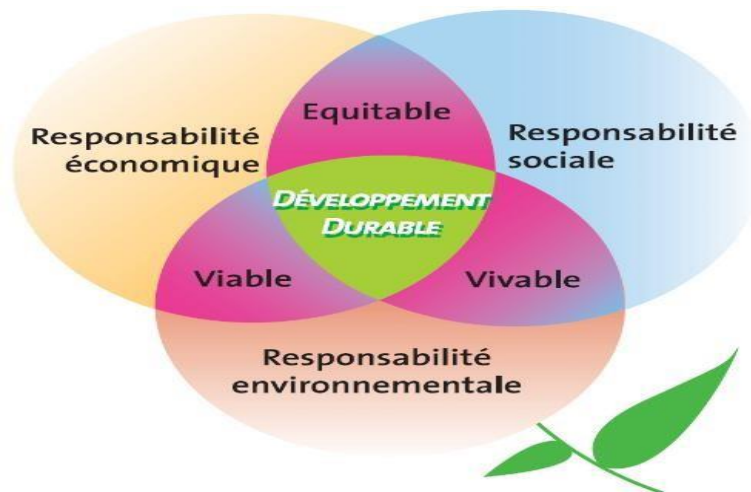 Equitable
Responsabilité
économique
Responsabilité
sociale
DÉVELOPPEMENT
DURABLE
Viable
Vivable
Responsabilité
environnementale